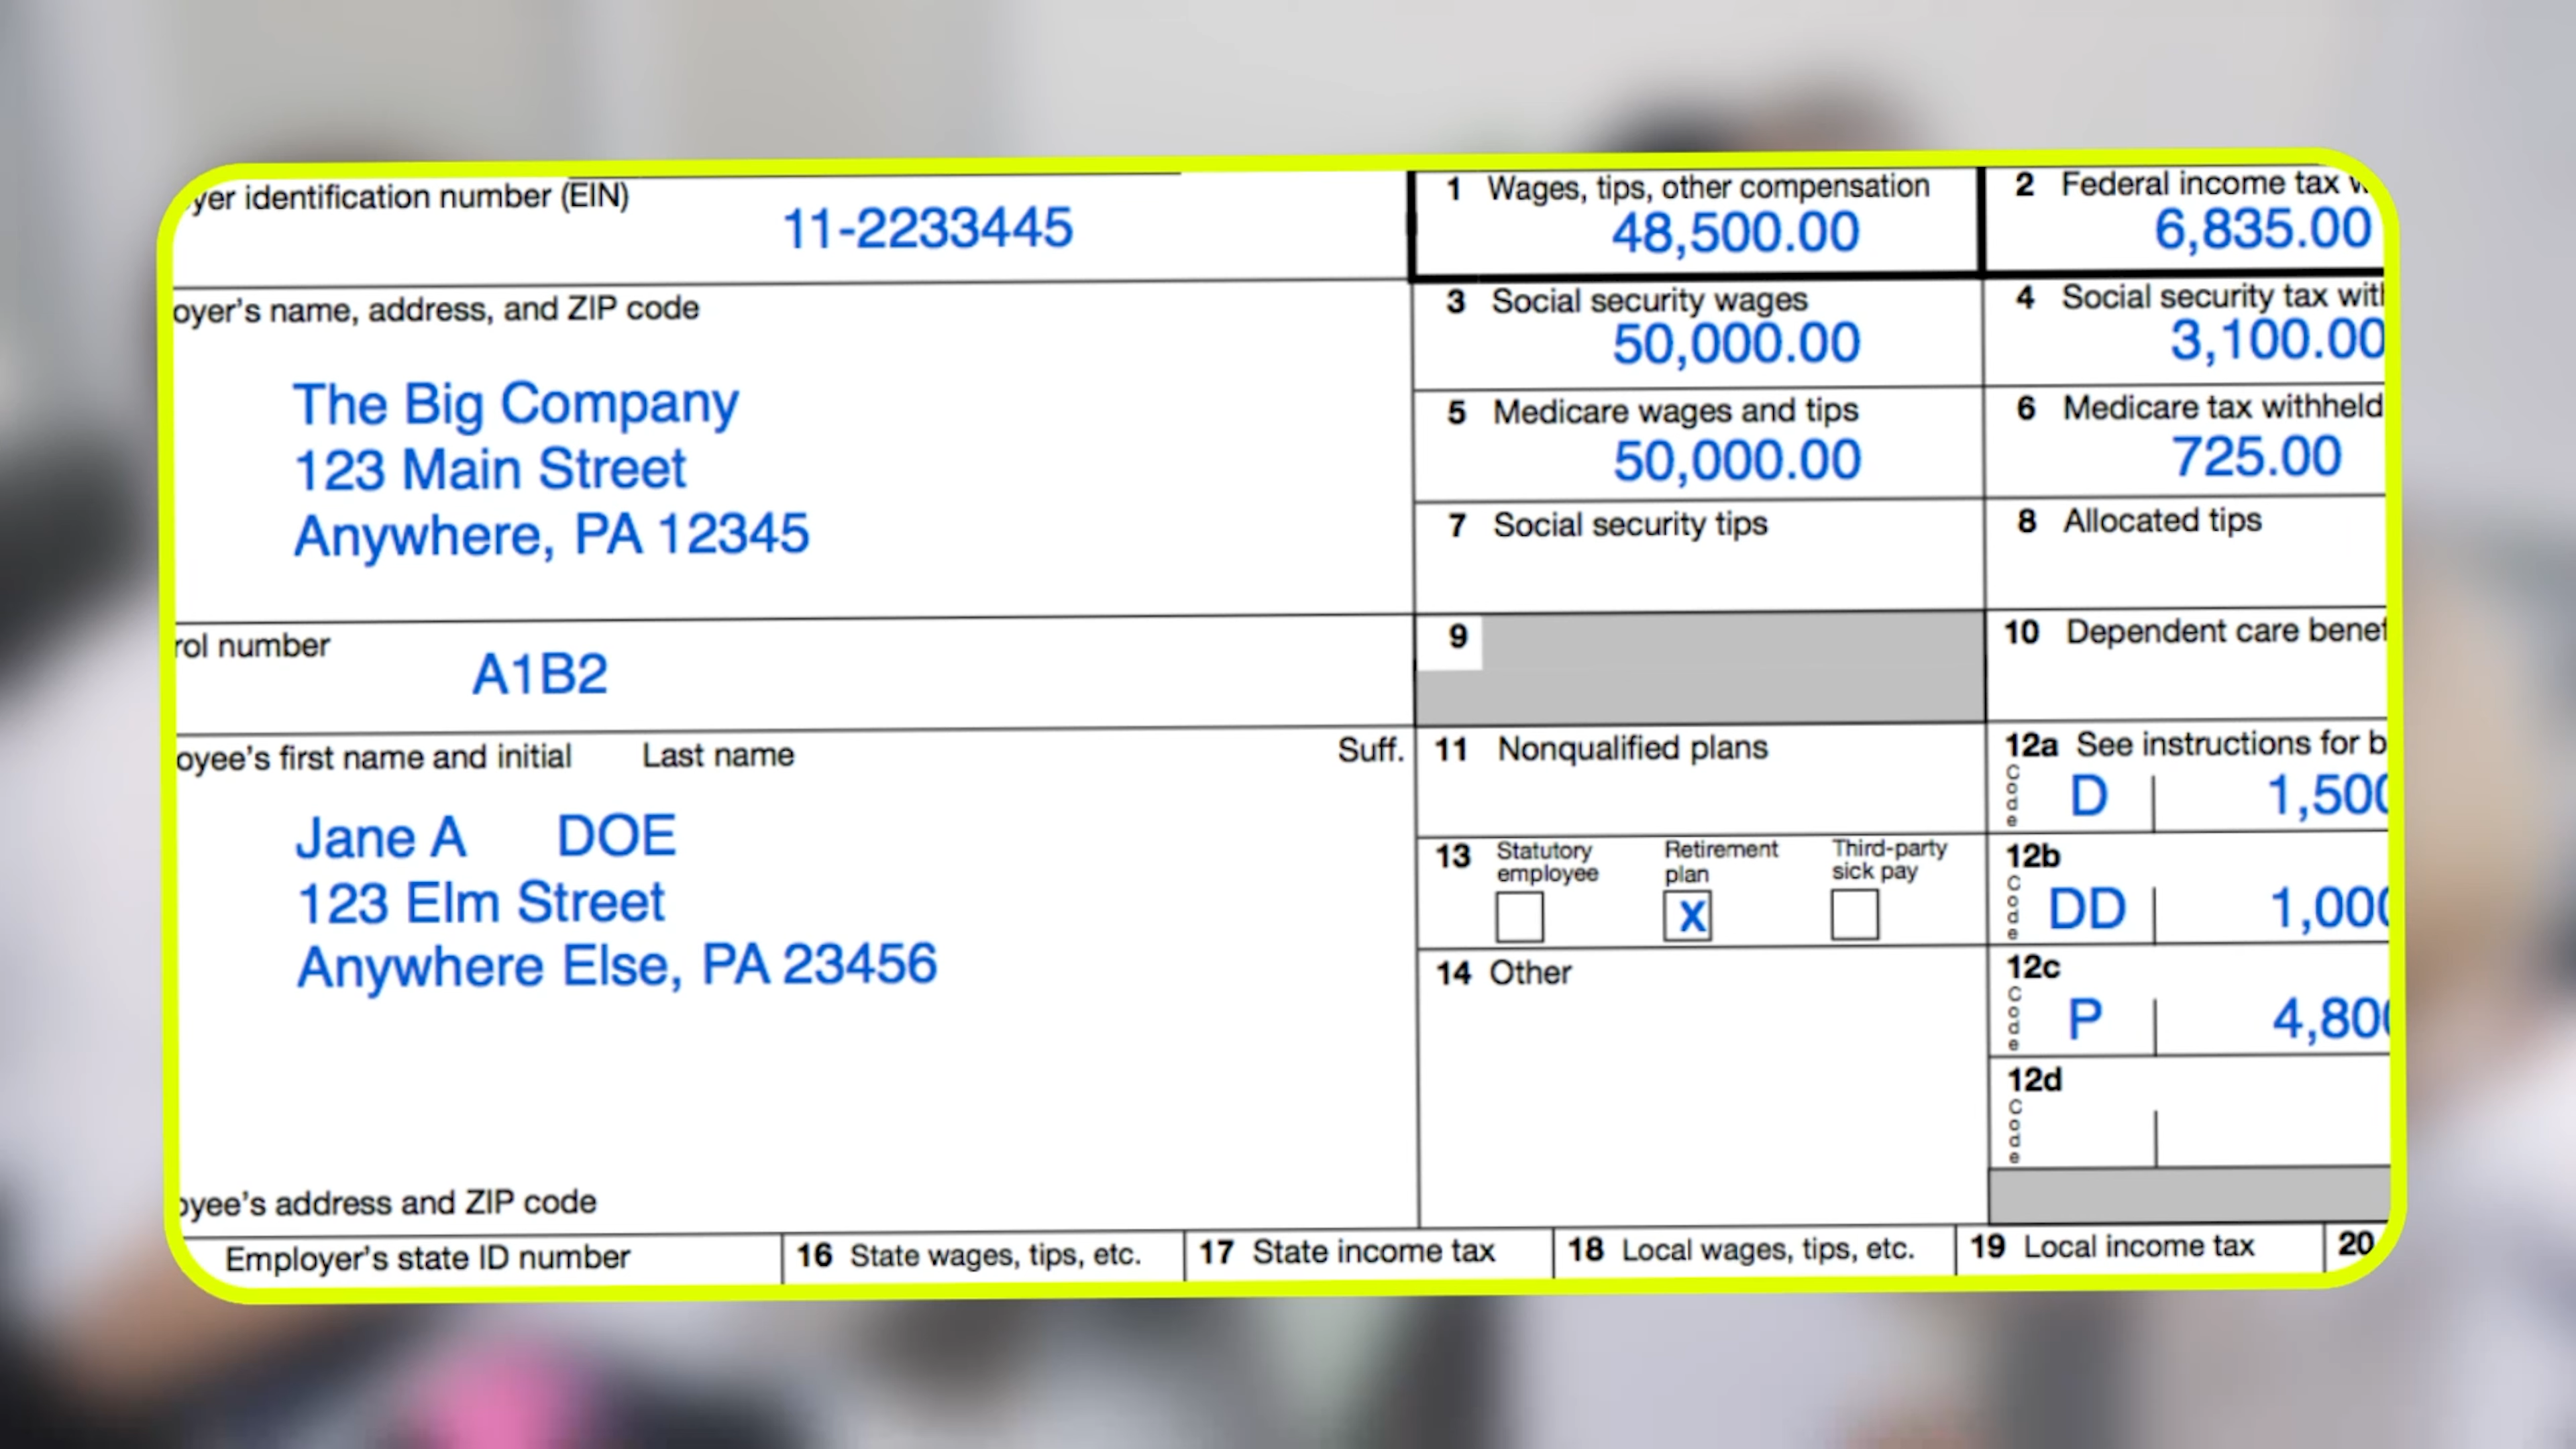 yer identification number (EIN)
11-2233445
1 Wages, tips, other compensation
48,500.00
2 Federal income tax w
6,835.00
oyer's name, address, and ZIP code
The Big Company
123 Main Street
Anywhere, PA 12345
3 Social security wages
50,000.00
4 Social security tax with
3,100.00
5 Medicare wages and tips
50,000.00
6 Medicare tax withheld
725.00
7 Social security tips
8 Allocated tips
rol number
A1B2
9
10 Dependent care benef
oyee's first name and initial Last name Suff.
Jane A DOE
123 Elm Street
Anywhere Else, PA 23456
oyee's address and ZIP code
11 Nonqualified plans
12a See instructions for b
Code D 1,500
13 Statutory employee Retirement plan Third-party sick pay
X
12b
Code DD 1,000
14 Other
12c
Code P 4,800
12d
Code
Employer's state ID number 16 State wages, tips, etc. 17 State income tax 18 Local wages, tips, etc. 19 Local income tax 20